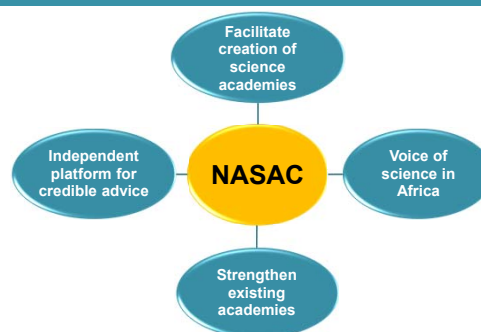 Facilitate
creation of
science
academies
Independent
platform for
credible advice
NASAC
Voice of
science in
Africa
Strengthen
existing
academies